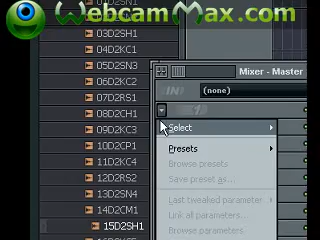 WebcamMax.com
03D2SH1
04D2KC1
05D2SN3
06D2KC2
07D2RS1
08D2CH1
09D2KC3
10D2CP1
11D2KC4
12D2RS2
13D2SN4
14D2CM1
15D2SH1
Mixer - Master
IN
(none)
Select
Presets
Browse presets
Save preset as...
Last tweaked parameter
Link all parameters...
Browse parameters